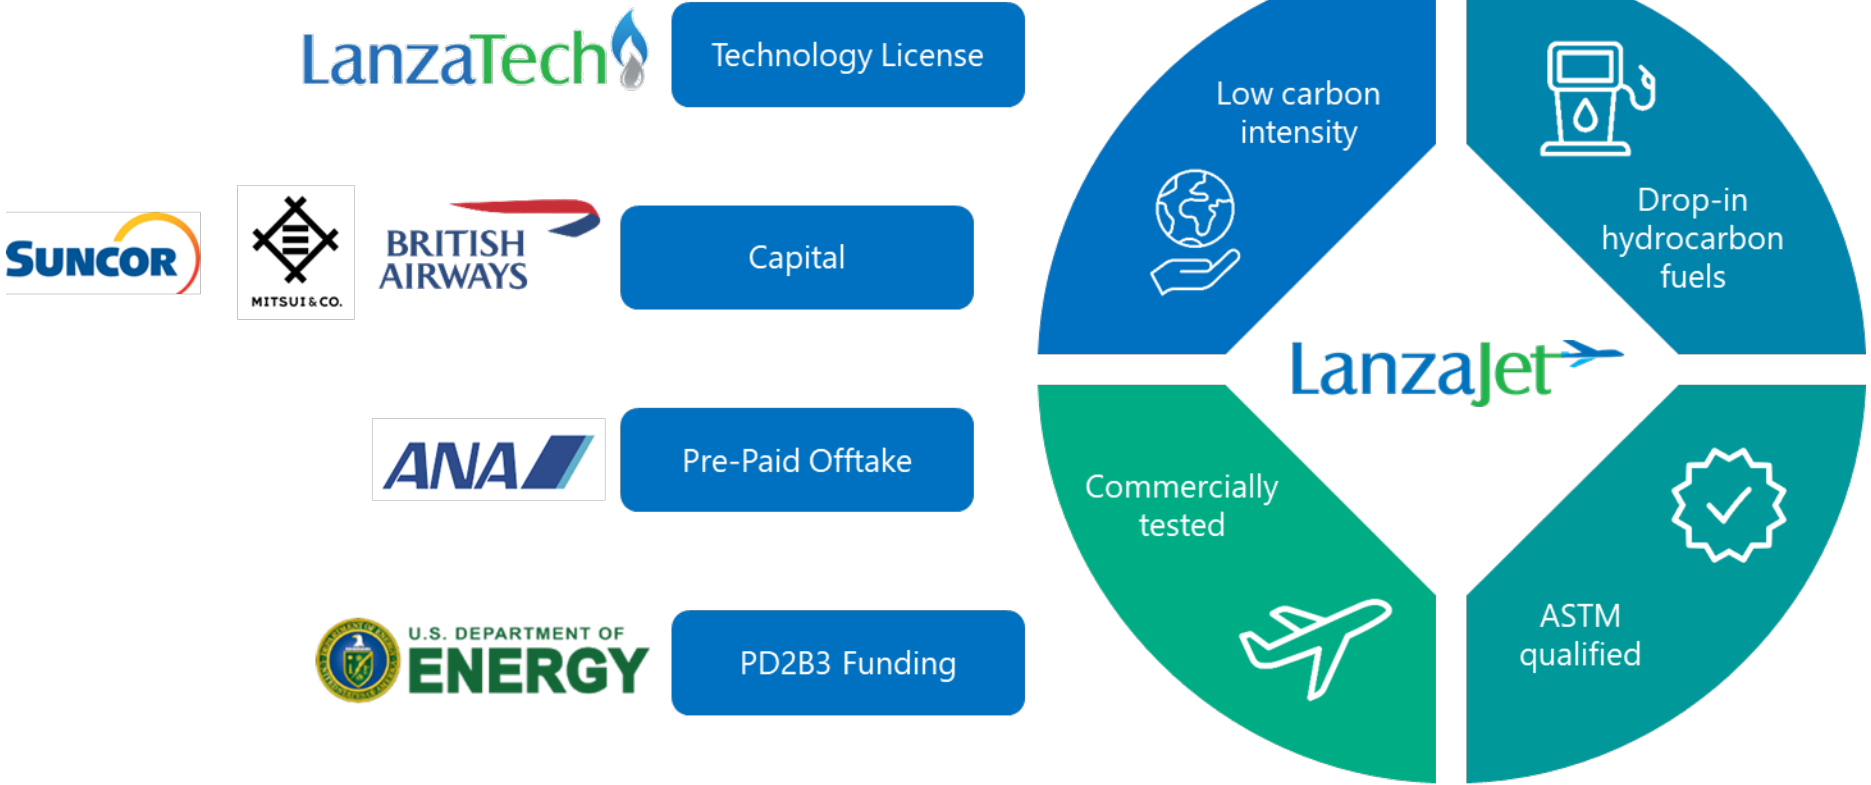 LanzaTech
Technology License
SUNCOR
MITSUI & CO.
BRITISH
AIRWAYS
Capital
ANA
Pre-Paid Offtake
U.S. DEPARTMENT OF
ENERGY
PD2B3 Funding
Low carbon
intensity
Drop-in
hydrocarbon
fuels
LanzaJet
Commercially
tested
ASTM
qualified